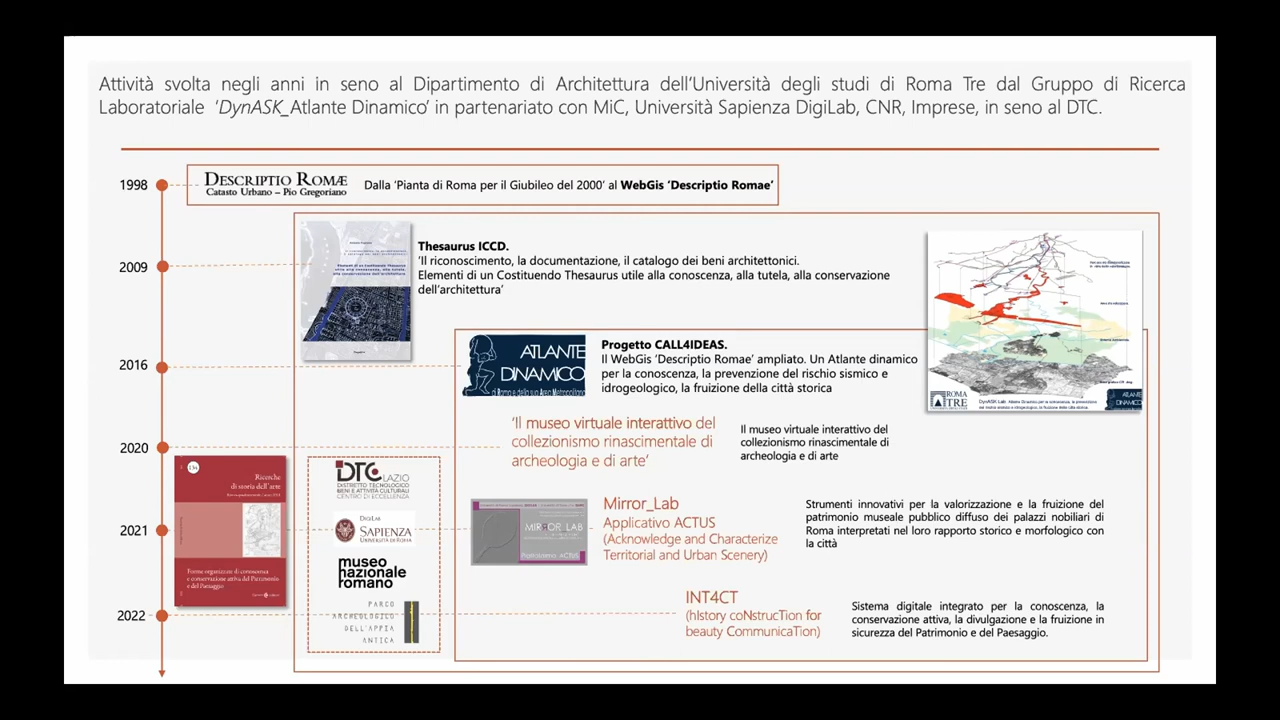 Attività svolta negli anni in seno al Dipartimento di Architettura dell'Università degli studi di Roma Tre dal Gruppo di Ricerca
Laboratoriale 'DynASK_Atlante Dinamico' in partenariato con MiC, Università Sapienza DigiLab, CNR, Imprese, in seno al DTC.
1998
DESCRIPTIO ROMÆ
Catasto Urbano – Pio Gregoriano
Dalla 'Pianta di Roma per il Giubileo del 2000' al WebGis 'Descriptio Romae'
2009
Thesaurus ICCD.
'Il riconoscimento, la documentazione, il catalogo dei beni architettonici.
Elementi di un Costituendo Thesaurus utile alla conoscenza, alla tutela, alla conservazione
dell'architettura'
2016
ATLANTE
DINAMICO
di Roma e della sua Area Metropolitana
Progetto CALL4IDEAS.
Il WebGis 'Descriptio Romae' ampliato. Un Atlante dinamico
per la conoscenza, la prevenzione del rischio sismico e
idrogeologico, la fruizione della città storica
ROMA
TRE
ATLANTE
DINAMICO
2020
'Il museo virtuale interattivo del
collezionismo rinascimentale di
archeologia e di arte'
Il museo virtuale interattivo del
collezionismo rinascimentale di
archeologia e di arte
Ricerche
di storia dell'arte
Forme organizzate di conoscenza
e conservazione attiva del Patrimonio
e del Paesaggio
DTC LAZIO
DISTRETTO TECNOLOGICO
BENI E ATTIVITÀ CULTURALI
CENTRO DI ECCELLENZA
2021
DIGILAB
SAPIENZA
UNIVERSITÀ DI ROMA
MIRROR LAB
Mirror_Lab
Applicativo ACTUS
(Acknowledge and Characterize
Territorial and Urban Scenery)
Strumenti innovativi per la valorizzazione e la fruizione del
patrimonio museale pubblico diffuso dei palazzi nobiliari di
Roma interpretati nel loro rapporto storico e morfologico con
la città
museo
nazionale
romano
2022
PARCO
ARCHEOLOGICO
DELL'APPIA
ANTICA
INT4CT
(hIstory coNstrucTion for
beauty CommunicaTion)
Sistema digitale integrato per la conoscenza, la
conservazione attiva, la divulgazione e la fruizione in
sicurezza del Patrimonio e del Paesaggio.